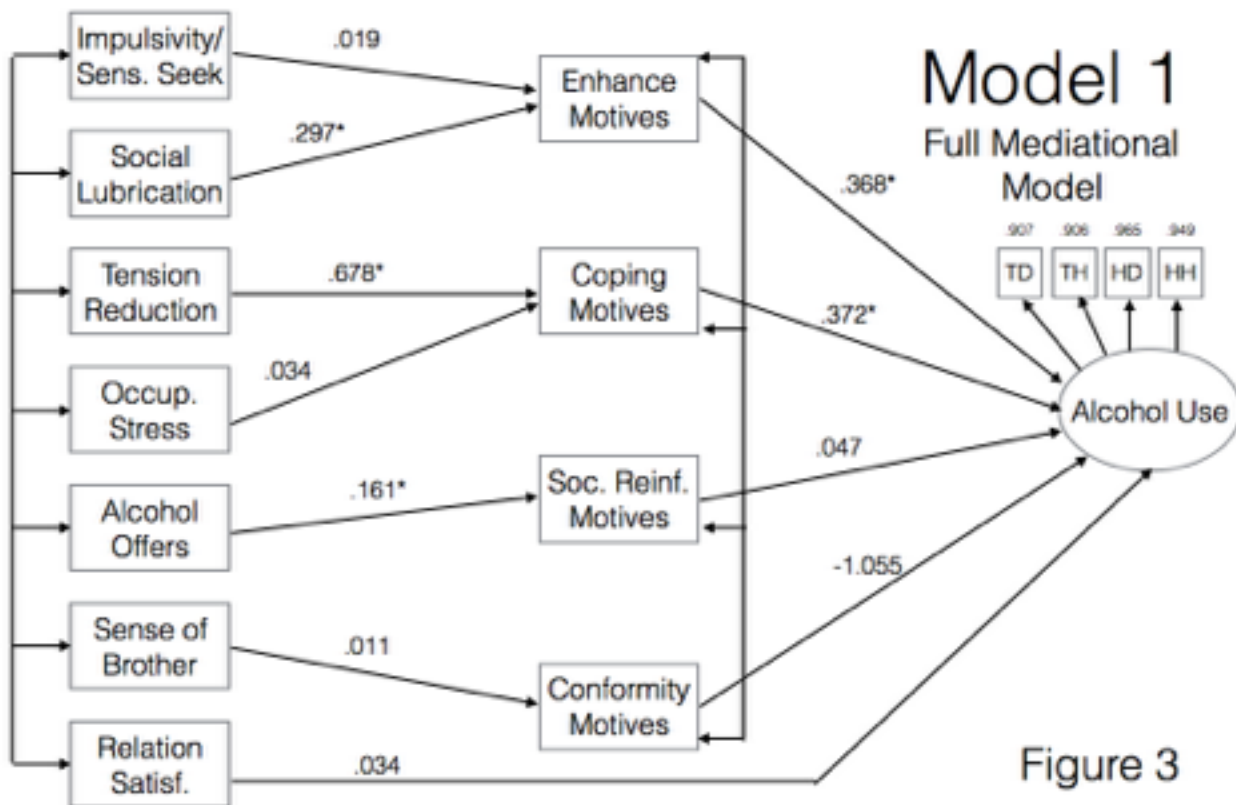 Impulsivity/
Sens. Seek
.019
Social
Lubrication
.297*
Enhance
Motives
Tension
Reduction
.678*
Occup.
Stress
.034
Coping
Motives
Alcohol
Offers
.161*
Soc. Reinf.
Motives
Sense of
Brother
.011
Conformity
Motives
Relation
Satisf.
.034
.368*
.372*
.047
-1.055
Model 1
Full Mediational
Model
.907 .906 .965 .949
TD TH HD HH
Alcohol Use
Figure 3